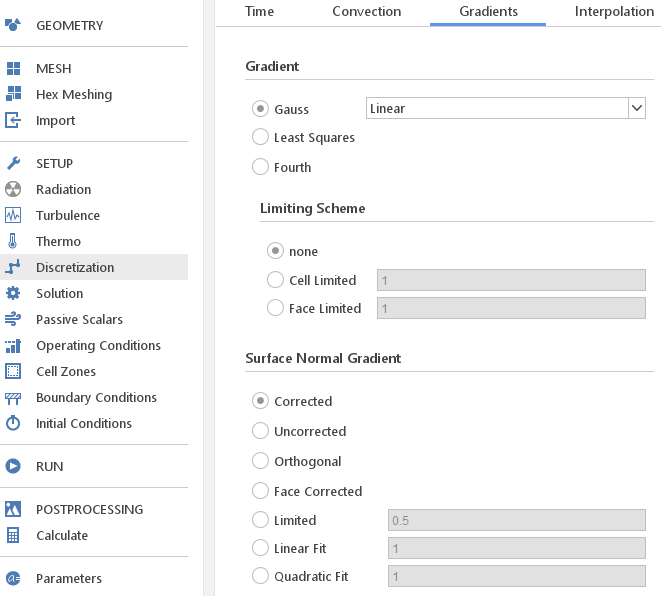 GEOMETRY
MESH
Hex Meshing
Import
SETUP
Radiation
Turbulence
Thermo
Discretization
Solution
Passive Scalars
Operating Conditions
Cell Zones
Boundary Conditions
Initial Conditions
RUN
POSTPROCESSING
Calculate
Parameters
Time Convection Gradients Interpolation
Gradient
Gauss Linear
Least Squares
Fourth
Limiting Scheme
none
Cell Limited 1
Face Limited 1
Surface Normal Gradient
Corrected
Uncorrected
Orthogonal
Face Corrected
Limited 0.5
Linear Fit 1
Quadratic Fit 1